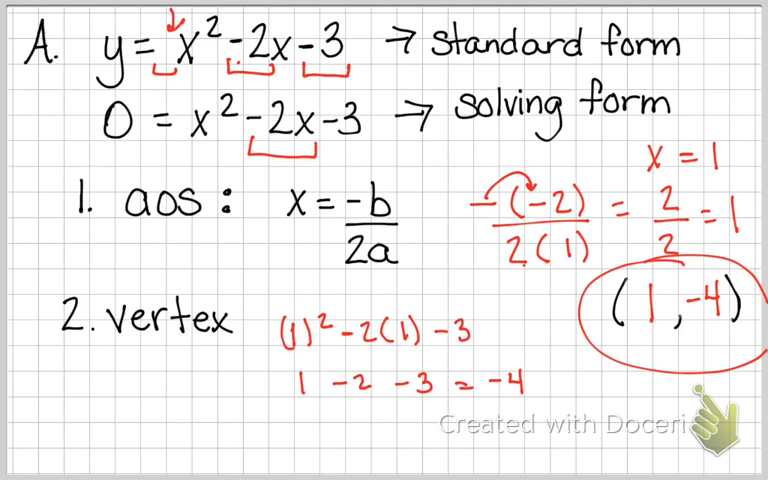 A. y = x² - 2x - 3 → standard form
0 = x² - 2x - 3 → solving form
x = 1
1. aos : x = -b/2a -(-2)/2(1) = 2/2 = 1
2. vertex (1)² - 2(1) - 3 (1, -4)
1 - 2 - 3 = -4
Created with Doceri